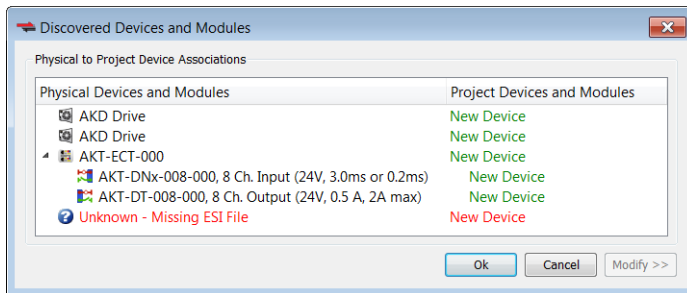 Discovered Devices and Modules
Physical to Project Device Associations
Physical Devices and Modules Project Devices and Modules
AKD Drive New Device
AKD Drive New Device
AKT-ECT-000 New Device
AKT-DNx-008-000, 8 Ch. Input (24V, 3.0ms or 0.2ms) New Device
AKT-DT-008-000, 8 Ch. Output (24V, 0.5 A, 2A max) New Device
Unknown - Missing ESI File New Device
Ok Cancel Modify >>